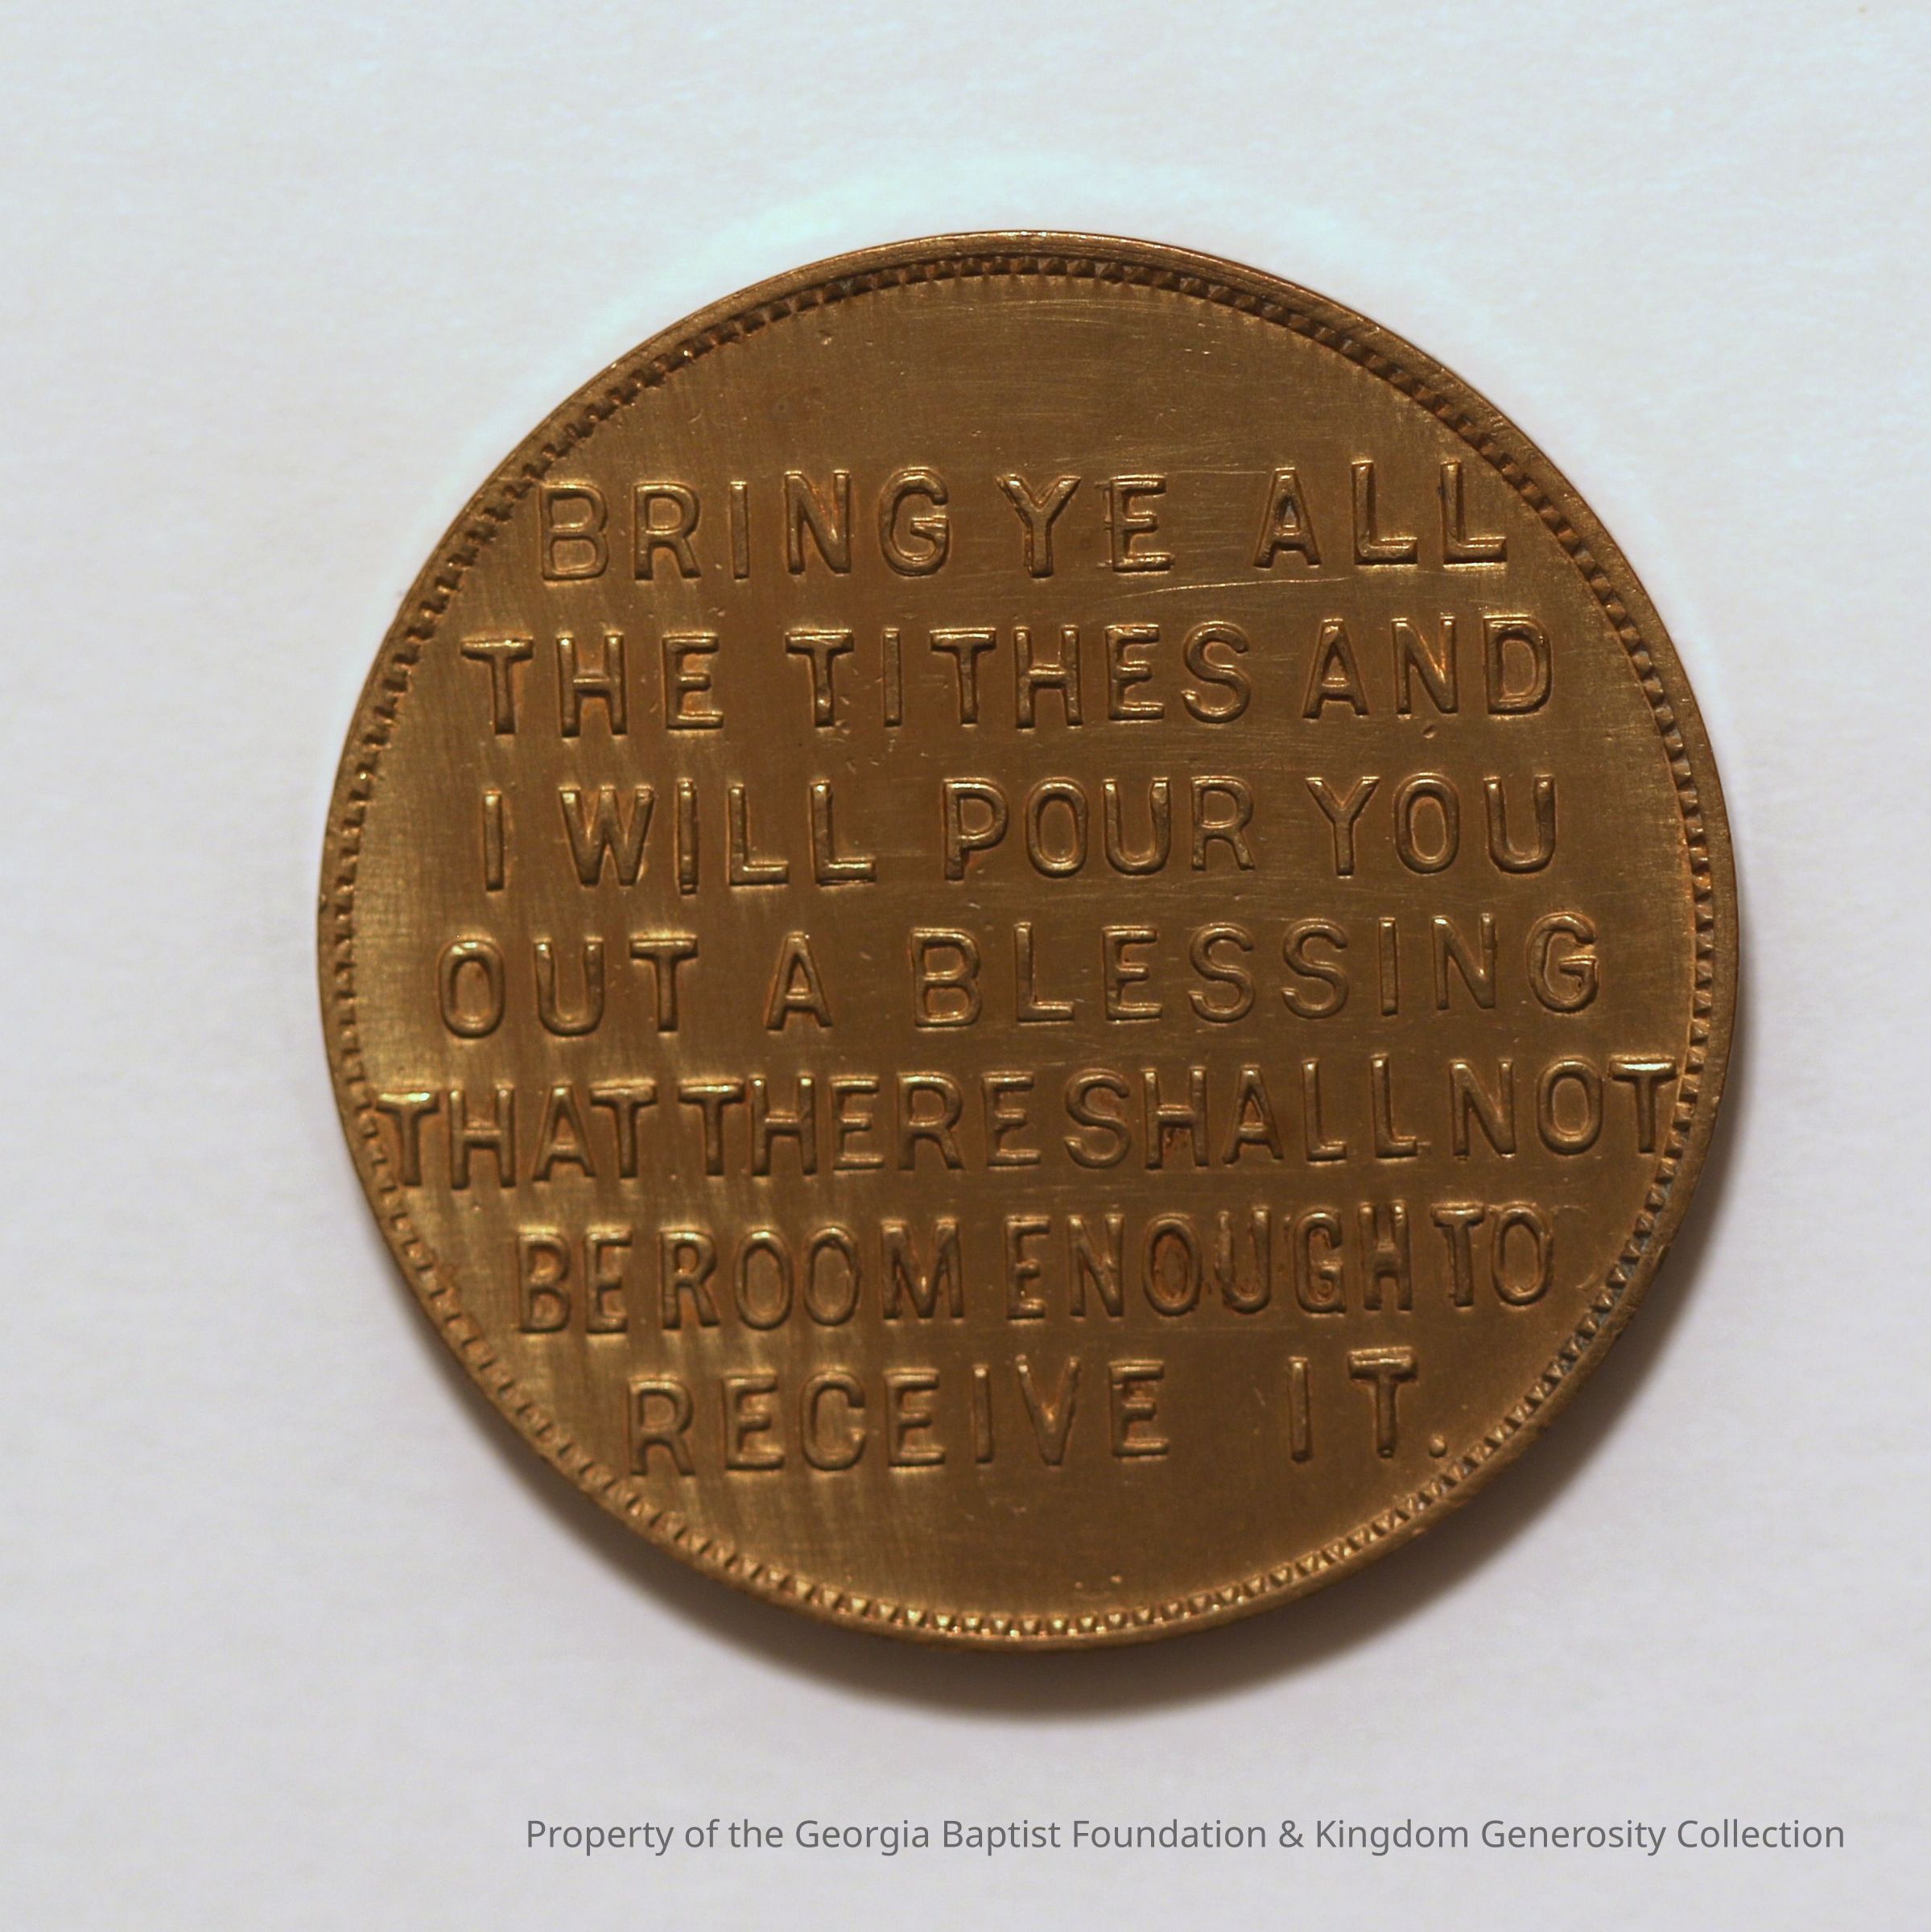 BRING YE ALL
THE TITHES AND
I WILL POUR YOU
OUT A BLESSING
THAT THERE SHALL NOT
BE ROOM ENOUGH TO
RECEIVE IT.
Property of the Georgia Baptist Foundation & Kingdom Generosity Collection